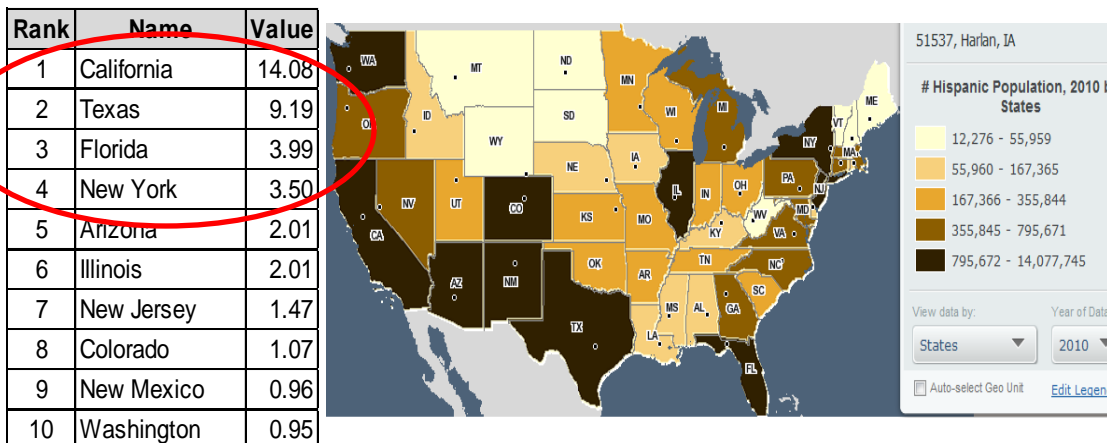 Rank Name Value
1 California 14.08
2 Texas 9.19
3 Florida 3.99
4 New York 3.50
5 Arizona 2.01
6 Illinois 2.01
7 New Jersey 1.47
8 Colorado 1.07
9 New Mexico 0.96
10 Washington 0.95
WA
MT
ND
MN
ID
WY
SD
WI
MI
NY
VT
ME
MA
NE
IA
NV
UT
CO
KS
MO
IL
IN
OH
PA
NJ
WV
MD
VA
KY
CA
AZ
NM
OK
AR
TN
NC
SC
MS
AL
GA
TX
LA
FL
51537, Harlan, IA
# Hispanic Population, 2010 b
States
12,276 - 55,959
55,960 - 167,365
167,366 - 355,844
355,845 - 795,671
795,672 - 14,077,745
View data by: Year of Data
States 2010
Auto-select Geo Unit Edit Legen